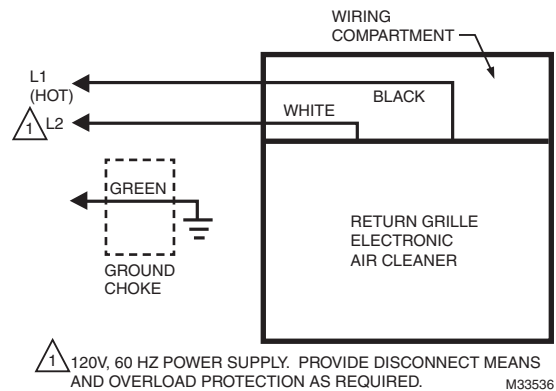 WIRING
COMPARTMENT
L1
(HOT)
BLACK
1 L2
WHITE
GREEN
GROUND
CHOKE
RETURN GRILLE
ELECTRONIC
AIR CLEANER
1 120V, 60 HZ POWER SUPPLY. PROVIDE DISCONNECT MEANS
AND OVERLOAD PROTECTION AS REQUIRED.
M33536